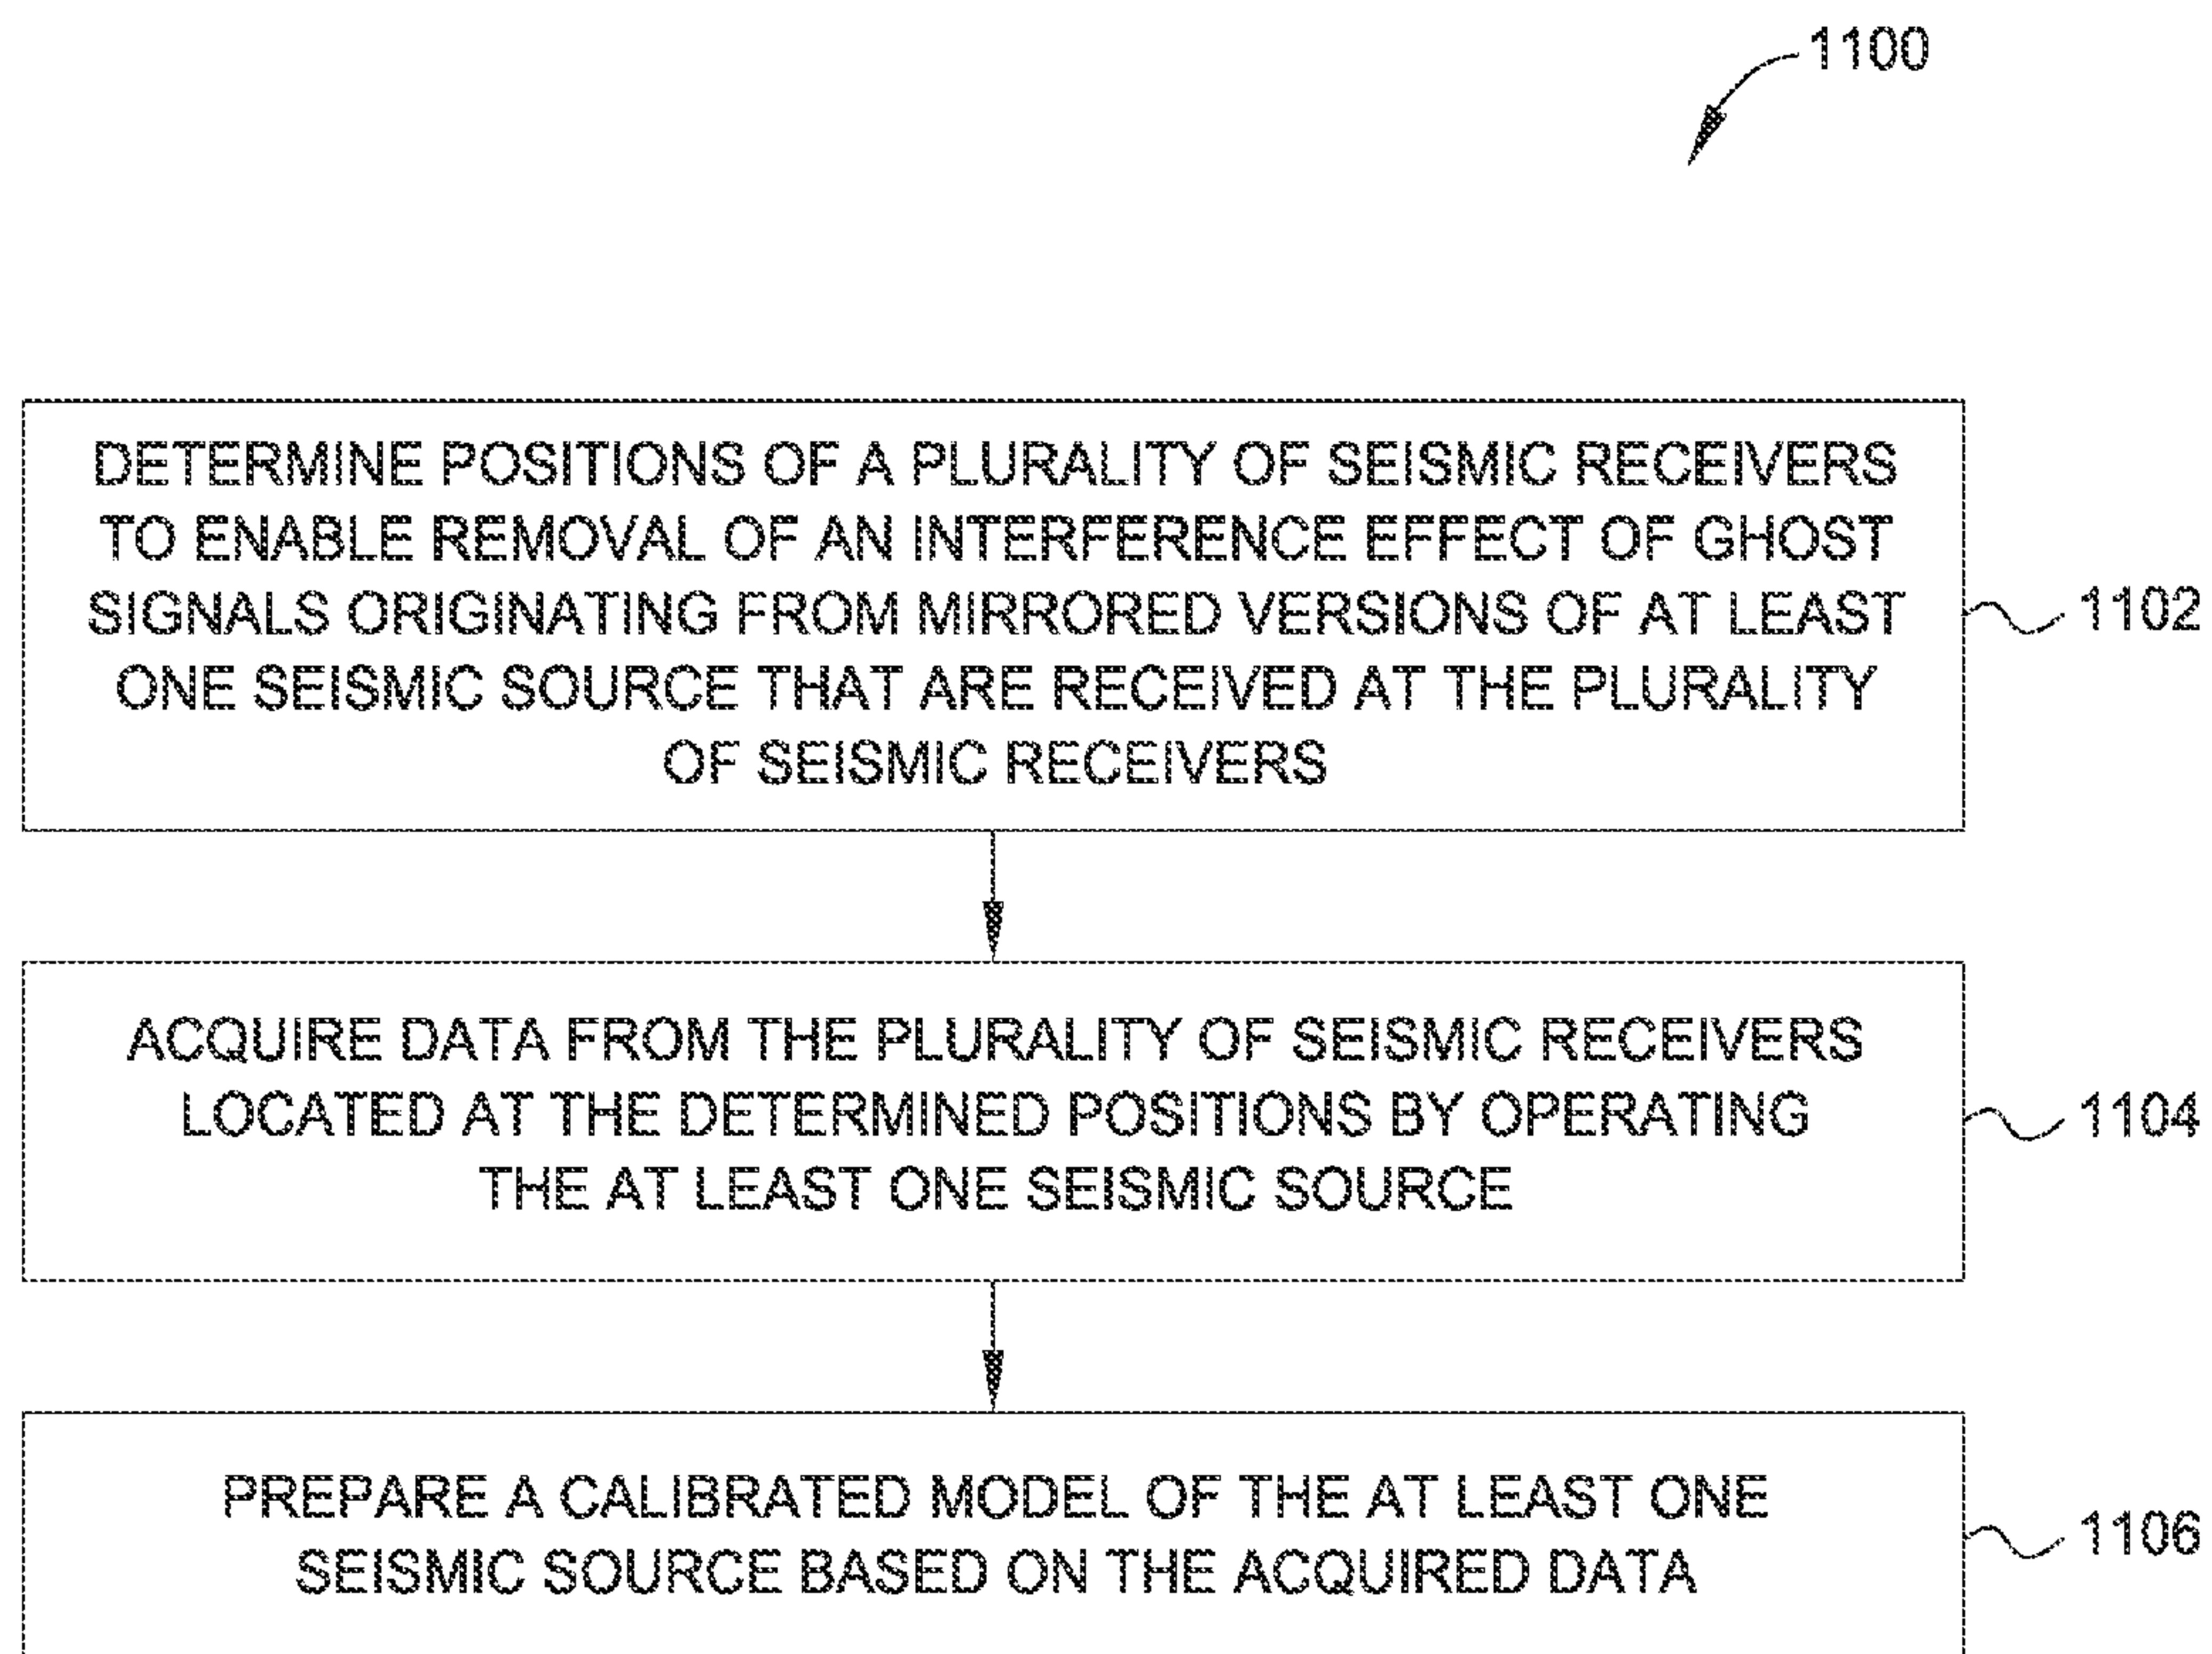 1100
DETERMINE POSITIONS OF A PLURALITY OF SEISMIC RECEIVERS
TO ENABLE REMOVAL OF AN INTERFERENCE EFFECT OF GHOST
SIGNALS ORIGINATING FROM MIRRORED VERSIONS OF AT LEAST
ONE SEISMIC SOURCE THAT ARE RECEIVED AT THE PLURALITY
OF SEISMIC RECEIVERS
1102
ACQUIRE DATA FROM THE PLURALITY OF SEISMIC RECEIVERS
LOCATED AT THE DETERMINED POSITIONS BY OPERATING
THE AT LEAST ONE SEISMIC SOURCE
1104
PREPARE A CALIBRATED MODEL OF THE AT LEAST ONE
SEISMIC SOURCE BASED ON THE ACQUIRED DATA
1106